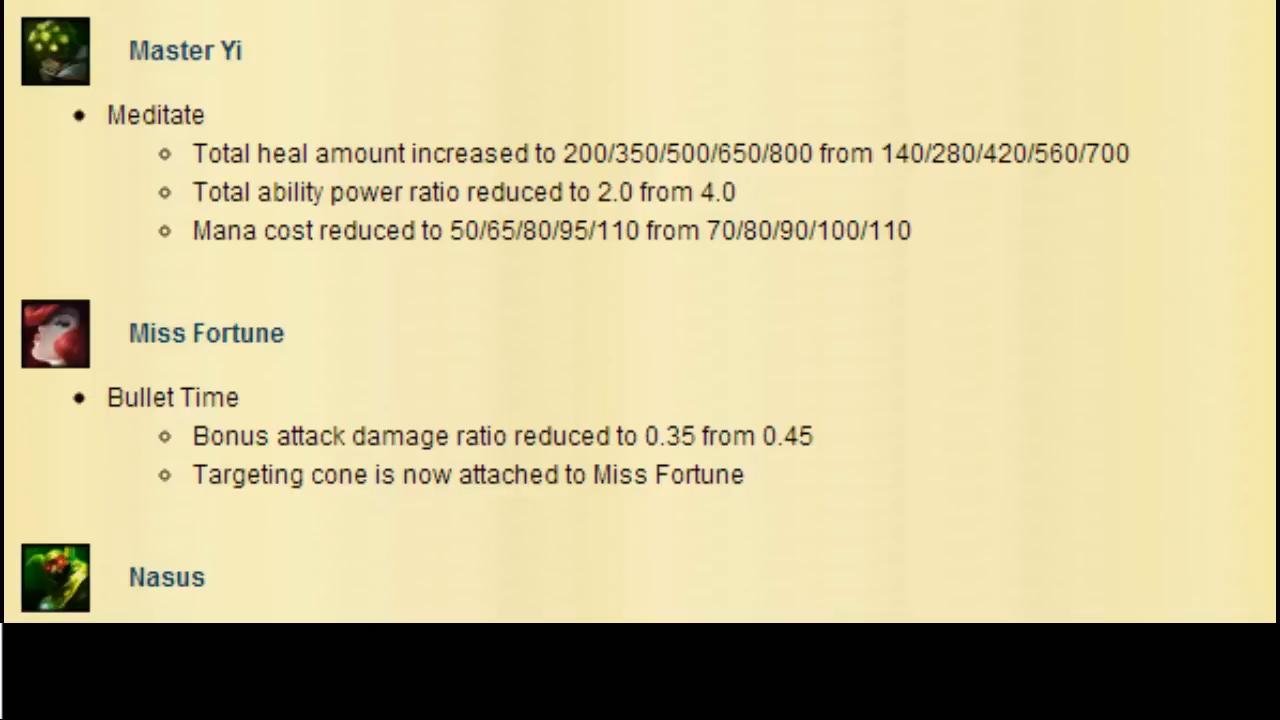 Master Yi
Meditate
Total heal amount increased to 200/350/500/650/800 from 140/280/420/560/700
Total ability power ratio reduced to 2.0 from 4.0
Mana cost reduced to 50/65/80/95/110 from 70/80/90/100/110
Miss Fortune
Bullet Time
Bonus attack damage ratio reduced to 0.35 from 0.45
Targeting cone is now attached to Miss Fortune
Nasus